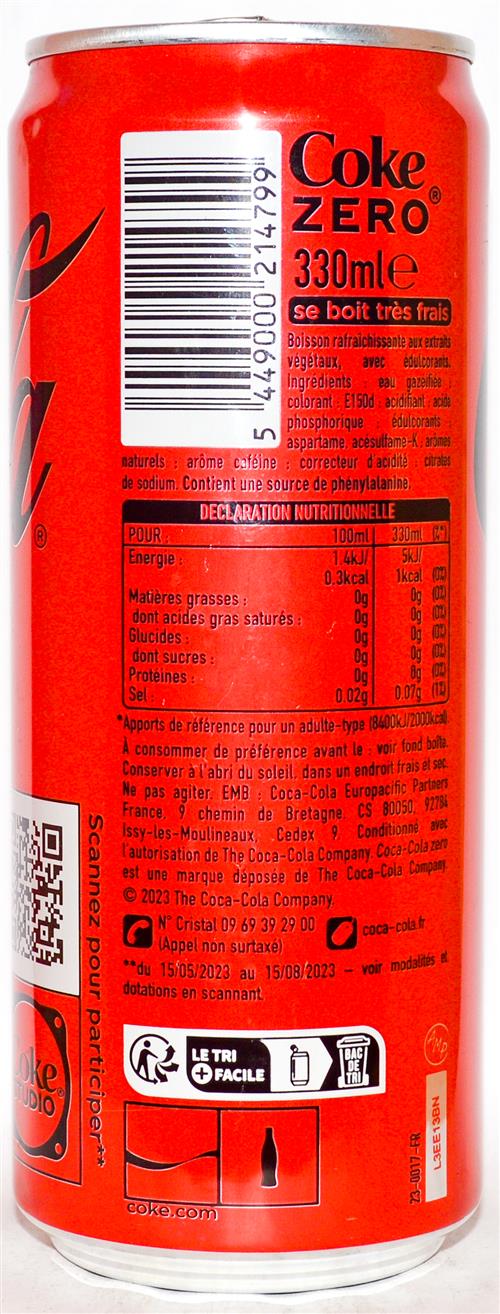 Coke
ZERO®
330ml e
se boit très frais
Boisson rafraichissante aux extraits
végétaux, avec édulcorants.
Ingrédients : eau gazéifiée ;
colorant : E150d ; acidifiant : acide
phosphorique ; édulcorants :
aspartame, acésulfame-K ; arômes
naturels ; arôme caféine ; correcteur d'acidité : citrates
de sodium. Contient une source de phénylalanine.
5 449000 214799
DECLARATION NUTRITIONNELLE
POUR : 100ml 330ml (%*)
Energie : 1.4kJ/ 5kJ/
0.3kcal 1kcal (0%)
Matières grasses : 0g 0g (0%)
dont acides gras saturés : 0g 0g (0%)
Glucides : 0g 0g (0%)
dont sucres : 0g 0g (0%)
Protéines : 0g 0g (0%)
Sel : 0.02g 0.07g (1%)
*Apports de référence pour un adulte-type (8400kJ/2000kcal)
À consommer de préférence avant le : voir fond boîte.
Conserver à l'abri du soleil, dans un endroit frais et sec.
Ne pas agiter. EMB : Coca-Cola Europacific Partners
France, 9 chemin de Bretagne, CS 80050, 92784
Issy-les-Moulineaux, Cedex 9. Conditionné avec
l'autorisation de The Coca-Cola Company. Coca-Cola zero
est une marque déposée de The Coca-Cola Company.
© 2023 The Coca-Cola Company.
N° Cristal 09 69 39 29 00
(Appel non surtaxé)
coca-cola.fr
**du 15/05/2023 au 15/08/2023 – voir modalités et
dotations en scannant.
Scannez pour participer**
Coke®
STUDIO
LE TRI
+ FACILE
BAC
DE
TRI
coke.com
AMP
L3EE13BN
23-0017-FR